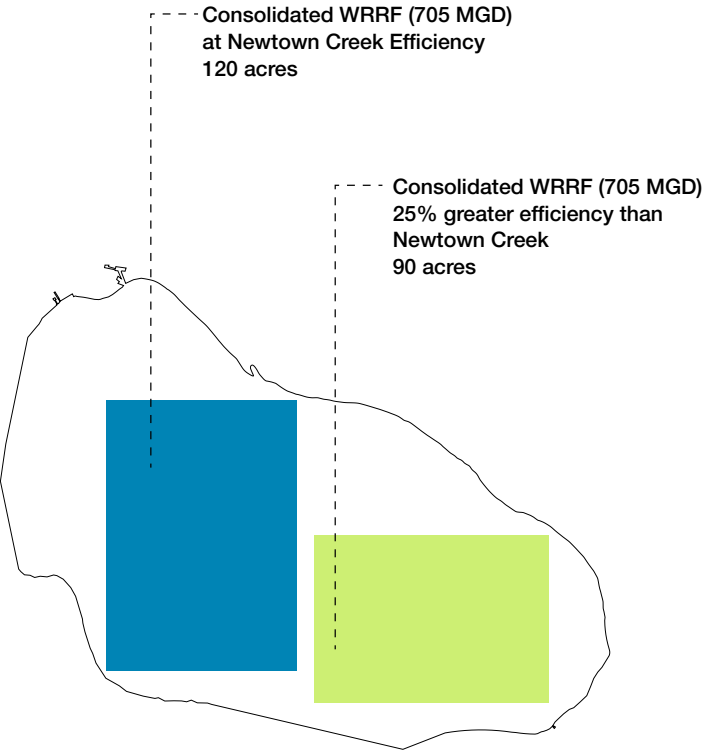 Consolidated WRRF (705 MGD)
at Newtown Creek Efficiency
120 acres
Consolidated WRRF (705 MGD)
25% greater efficiency than
Newtown Creek
90 acres